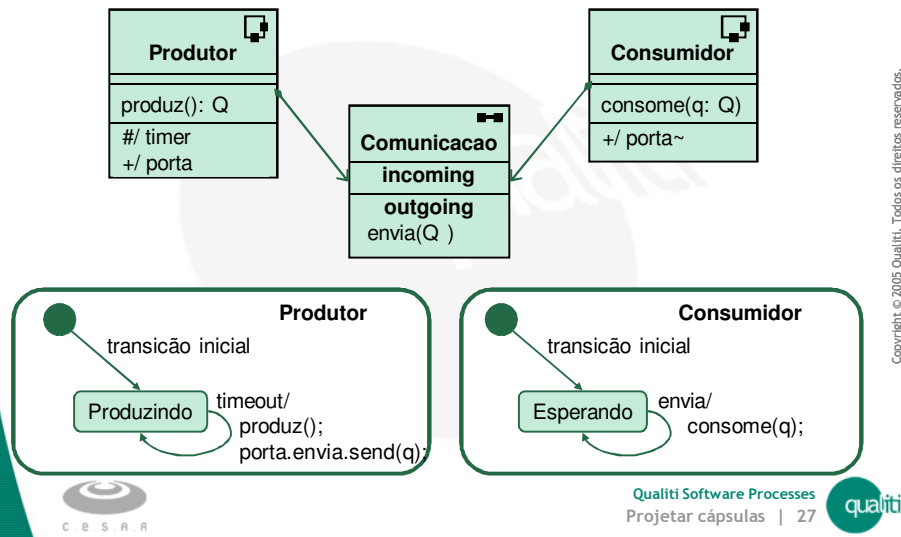 Produtor
produz(): Q
#/ timer
+/ porta
Consumidor
consome(q: Q)
+/ porta~
Comunicacao
incoming
outgoing
envia(Q )
Produtor
transicão inicial
Produzindo
timeout/
produz();
porta.envia.send(q);
Consumidor
transicão inicial
Esperando
envia/
consome(q);
Copyright © 2005 Qualiti. Todos os direitos reservados.
C.e.S.A.R
Qualiti Software Processes
Projetar cápsulas | 27
qualiti